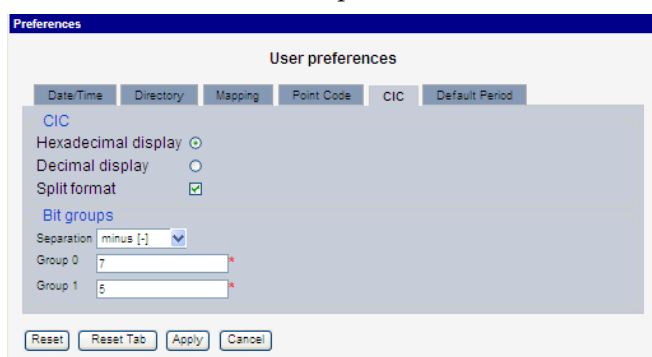 Preferences
User preferences
Date/Time Directory Mapping Point Code CIC Default Period
CIC
Hexadecimal display
Decimal display
Split format
Bit groups
Separation minus [-]
Group 0 7 *
Group 1 5 *
Reset Reset Tab Apply Cancel